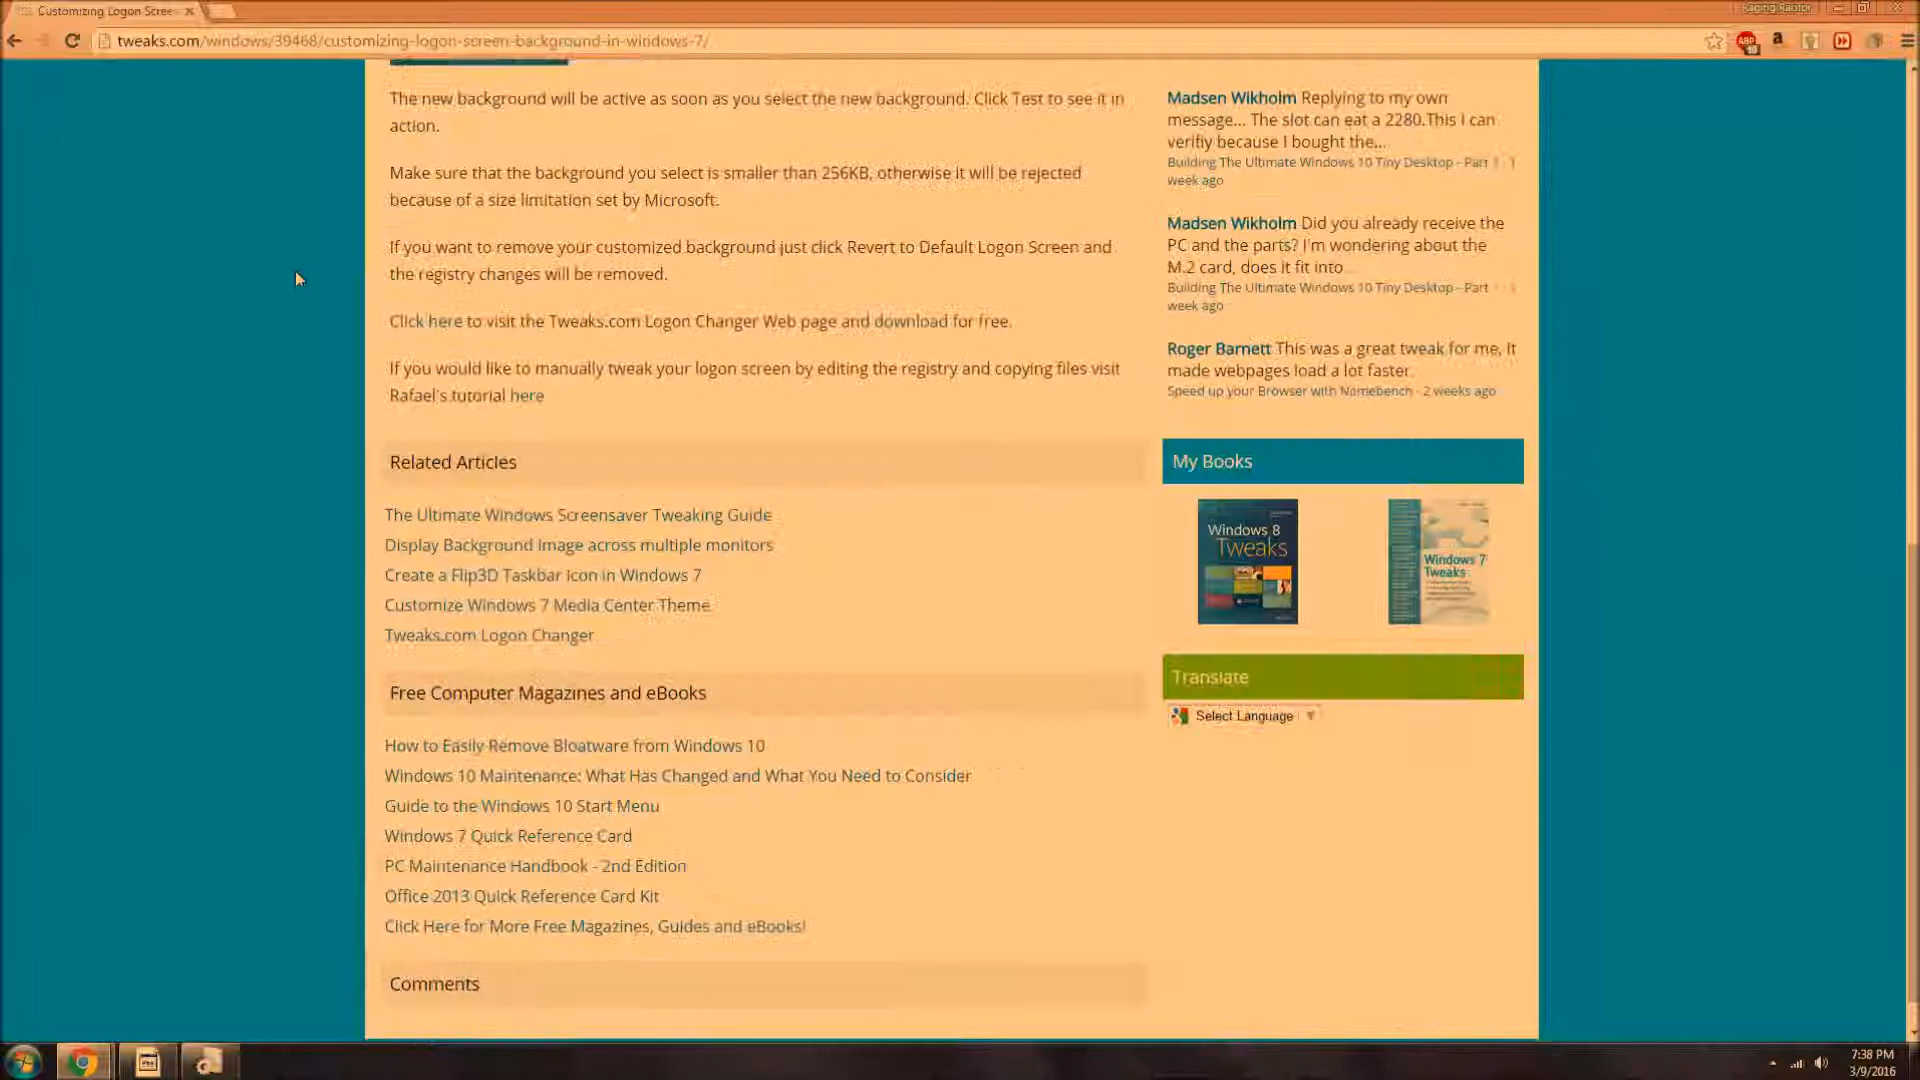 Customizing Logon Scree
Raging Raptor
tweaks.com/windows/39468/customizing-logon-screen-background-in-windows-7/
The new background will be active as soon as you select the new background. Click Test to see it in
action.
Make sure that the background you select is smaller than 256KB, otherwise it will be rejected
because of a size limitation set by Microsoft.
If you want to remove your customized background just click Revert to Default Logon Screen and
the registry changes will be removed.
Click here to visit the Tweaks.com Logon Changer Web page and download for free.
If you would like to manually tweak your logon screen by editing the registry and copying files visit
Rafael's tutorial here
Related Articles
The Ultimate Windows Screensaver Tweaking Guide
Display Background Image across multiple monitors
Create a Flip3D Taskbar Icon in Windows 7
Customize Windows 7 Media Center Theme
Tweaks.com Logon Changer
Free Computer Magazines and eBooks
How to Easily Remove Bloatware from Windows 10
Windows 10 Maintenance: What Has Changed and What You Need to Consider
Guide to the Windows 10 Start Menu
Windows 7 Quick Reference Card
PC Maintenance Handbook - 2nd Edition
Office 2013 Quick Reference Card Kit
Click Here for More Free Magazines, Guides and eBooks!
Comments
Madsen Wikholm Replying to my own
message... The slot can eat a 2280.This I can
verifiy because I bought the...
Building The Ultimate Windows 10 Tiny Desktop - Part 1 · 1
week ago
Madsen Wikholm Did you already receive the
PC and the parts? I'm wondering about the
M.2 card, does it fit into
Building The Ultimate Windows 10 Tiny Desktop - Part
week ago
Roger Barnett This was a great tweak for me, it
made webpages load a lot faster.
Speed up your Browser with Namebench · 2 weeks ago
My Books
Windows 8
Tweaks
Windows 7
Tweaks
Translate
Select Language
7:38 PM
3/9/2016